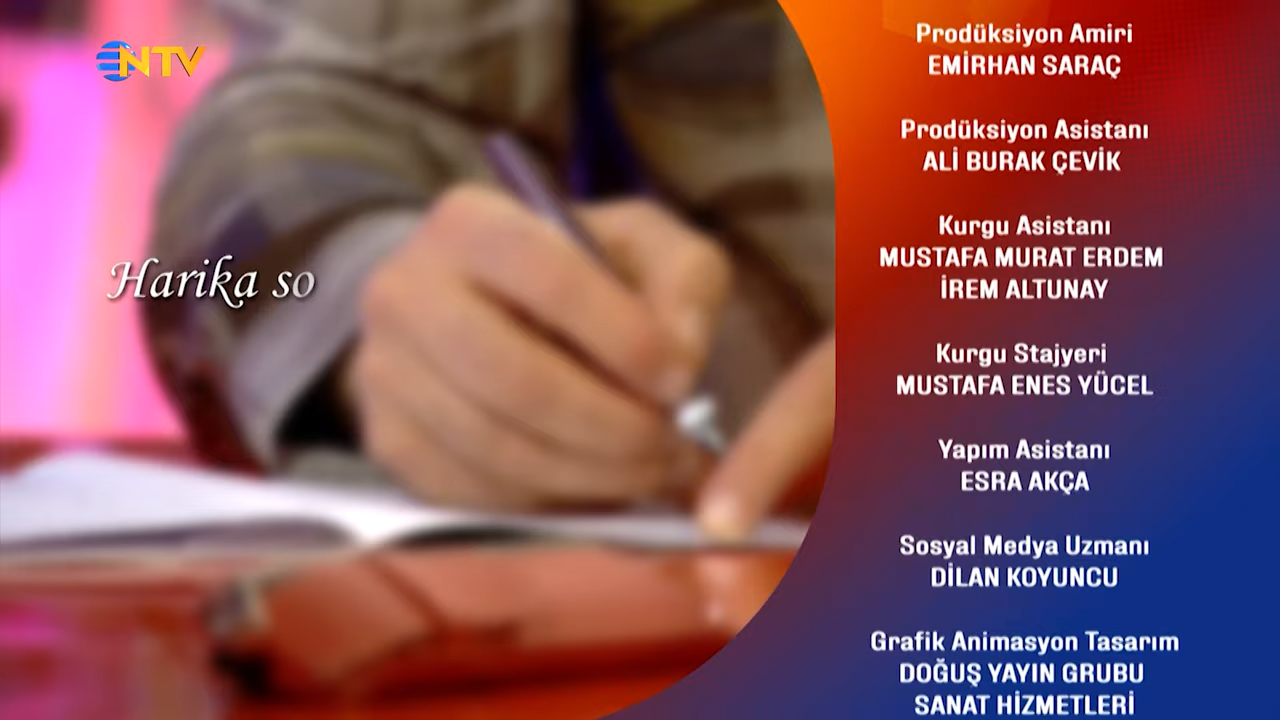 NTV
Harika so
Prodüksiyon Amiri
EMİRHAN SARAÇ
Prodüksiyon Asistanı
ALİ BURAK ÇEVİK
Kurgu Asistanı
MUSTAFA MURAT ERDEM
İREM ALTUNAY
Kurgu Stajyeri
MUSTAFA ENES YÜCEL
Yapım Asistanı
ESRA AKÇA
Sosyal Medya Uzmanı
DİLAN KOYUNCU
Grafik Animasyon Tasarım
DOĞUŞ YAYIN GRUBU
SANAT HİZMETLERİ